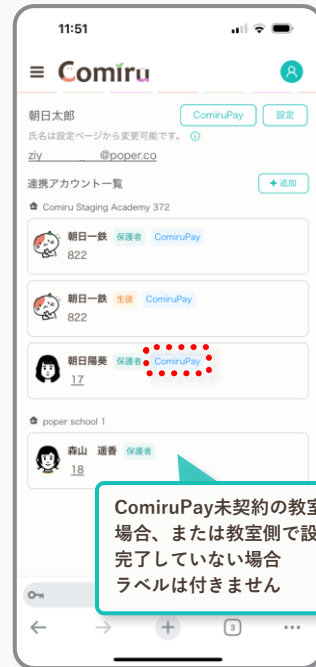 11:51
Comiru
朝日太郎
ComiruPay
設定
氏名は設定ページから変更可能です。
ziy @poper.co
連携アカウント一覧
+追加
Comiru Staging Academy 372
朝日一鉄 保護者 ComiruPay
822
朝日一鉄 生徒 ComiruPay
822
朝日陽葵 保護者 ComiruPay
17
poper school 1
森山 遥香 保護者
18
ComiruPay未契約の教室
場合、または教室側で設
完了していない場合
ラベルは付きません
3